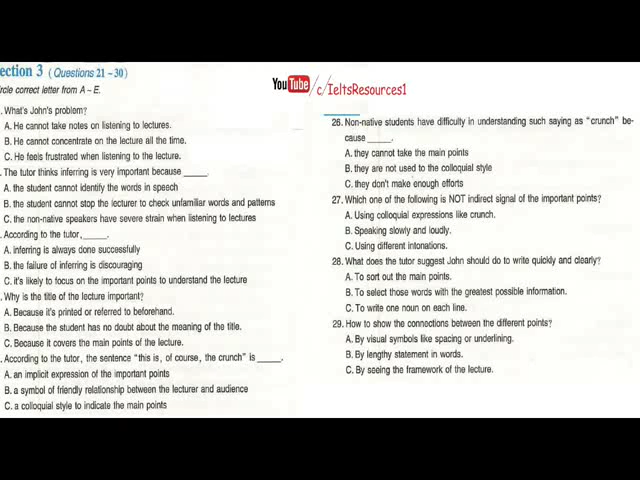 ection 3 ( Questions 21 ~ 30)
ircle correct letter from A ~ E.
. What's John's problem?
A. He cannot take notes on listening to lectures.
B. He cannot concentrate on the lecture all the time.
C. He feels frustrated when listening to the lecture.
. The tutor thinks inferring is very important because _____.
A. the student cannot identify the words in speech
B. the student cannot stop the lecturer to check unfamiliar words and patterns
C. the non-native speakers have severe strain when listening to lectures
. According to the tutor, _____.
A. inferring is always done successfully
B. the failure of inferring is discouraging
C. it's likely to focus on the important points to understand the lecture
. Why is the title of the lecture important?
A. Because it's printed or referred to beforehand.
B. Because the student has no doubt about the meaning of the title.
C. Because it covers the main points of the lecture.
. According to the tutor, the sentence "this is, of course, the crunch" is _____.
A. an implicit expression of the important points
B. a symbol of friendly relationship between the lecturer and audience
C. a colloquial style to indicate the main points
YouTube /c/IeltsResources1
26. Non-native students have difficulty in understanding such saying as "crunch" be-
cause _____.
A. they cannot take the main points
B. they are not used to the colloquial style
C. they don't make enough efforts
27. Which one of the following is NOT indirect signal of the important points?
A. Using colloquial expressions like crunch.
B. Speaking slowly and loudly.
C. Using different intonations.
28. What does the tutor suggest John should do to write quickly and clearly?
A. To sort out the main points.
B. To select those words with the greatest possible information.
C. To write one noun on each line.
29. How to show the connections between the different points?
A. By visual symbols like spacing or underlining.
B. By lengthy statement in words.
C. By seeing the framework of the lecture.